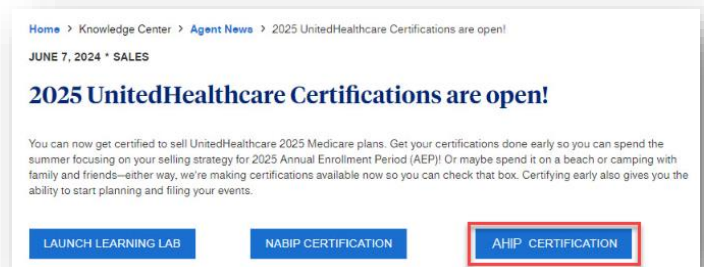 Home > Knowledge Center > Agent News > 2025 UnitedHealthcare Certifications are open!
JUNE 7, 2024 * SALES
2025 UnitedHealthcare Certifications are open!
You can now get certified to sell UnitedHealthcare 2025 Medicare plans. Get your certifications done early so you can spend the
summer focusing on your selling strategy for 2025 Annual Enrollment Period (AEP)! Or maybe spend it on a beach or camping with
family and friends—either way, we're making certifications available now so you can check that box. Certifying early also gives you the
ability to start planning and filing your events.
LAUNCH LEARNING LAB NABIP CERTIFICATION AHIP CERTIFICATION